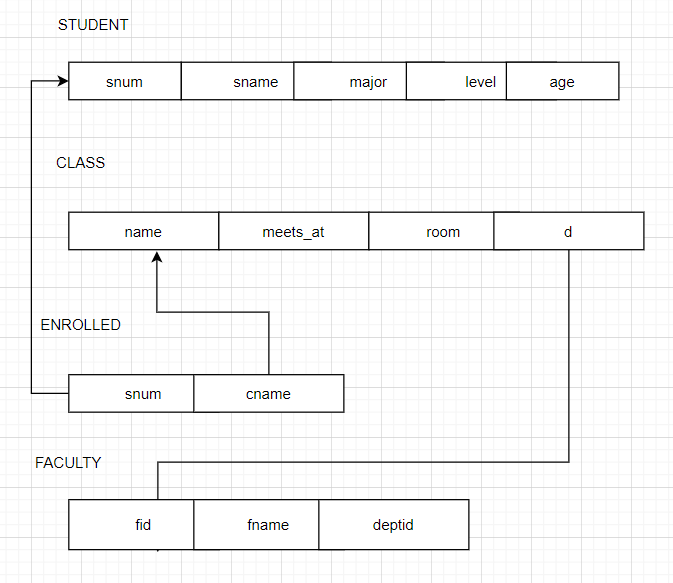 STUDENT
snum sname major level age
CLASS
name meets_at room d
ENROLLED
snum cname
FACULTY
fid fname deptid